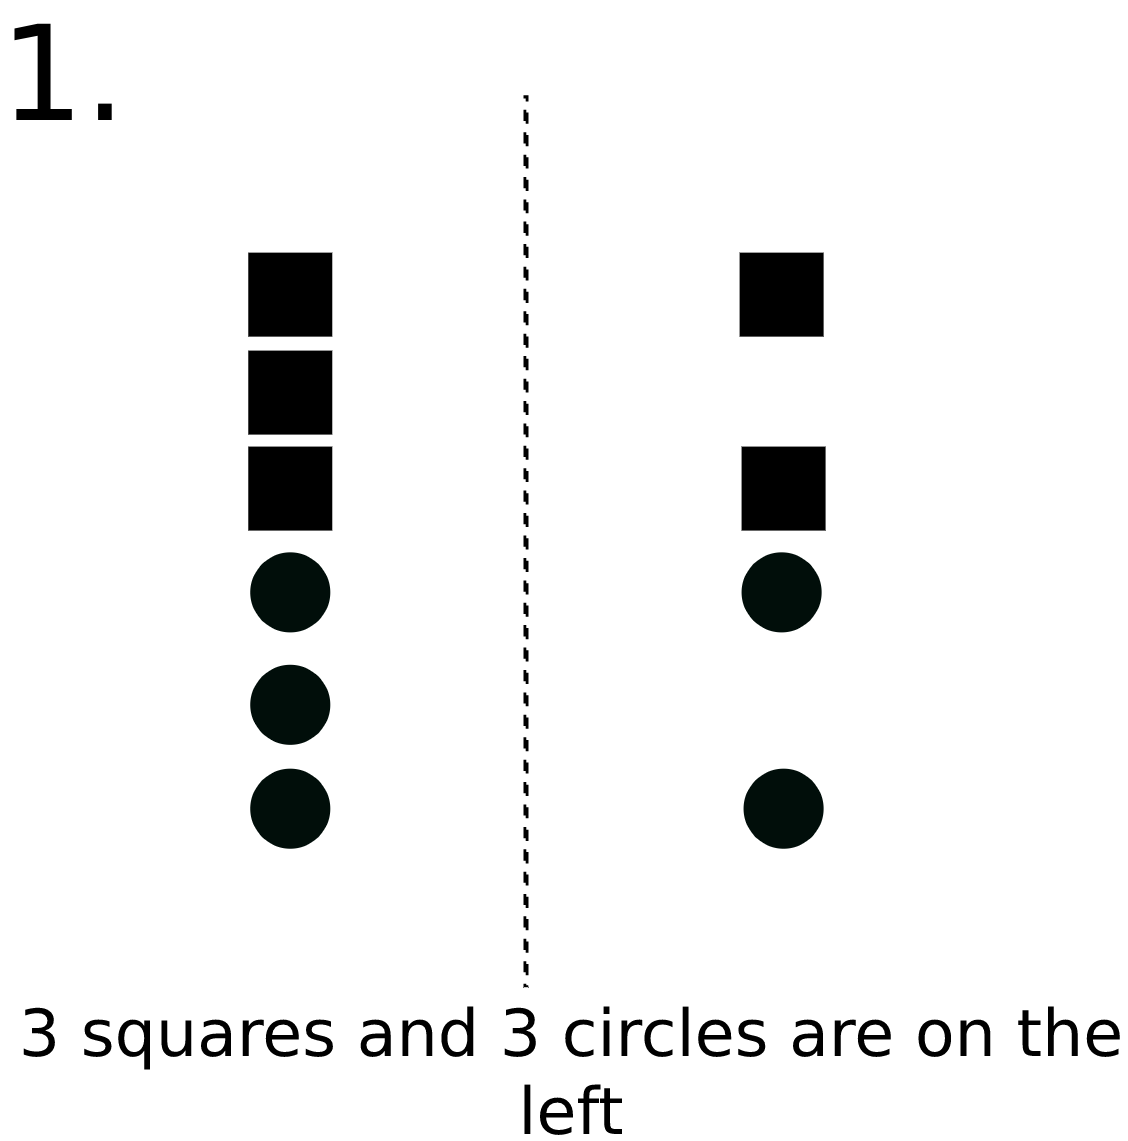 1.
3 squares and 3 circles are on the
left